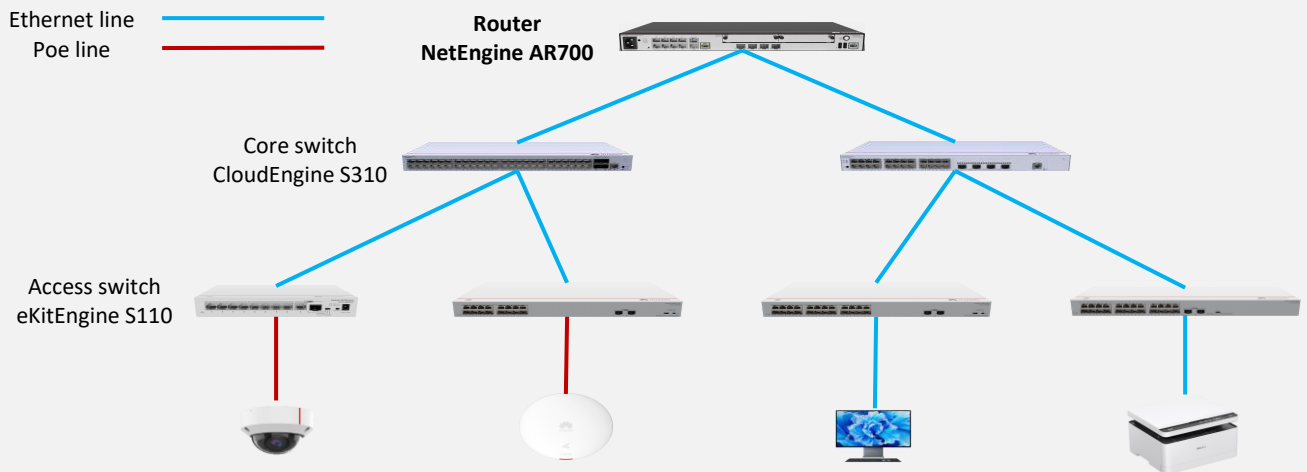 Ethernet line
Poe line
Router
NetEngine AR700
Core switch
CloudEngine S310
Access switch
eKitEngine S110